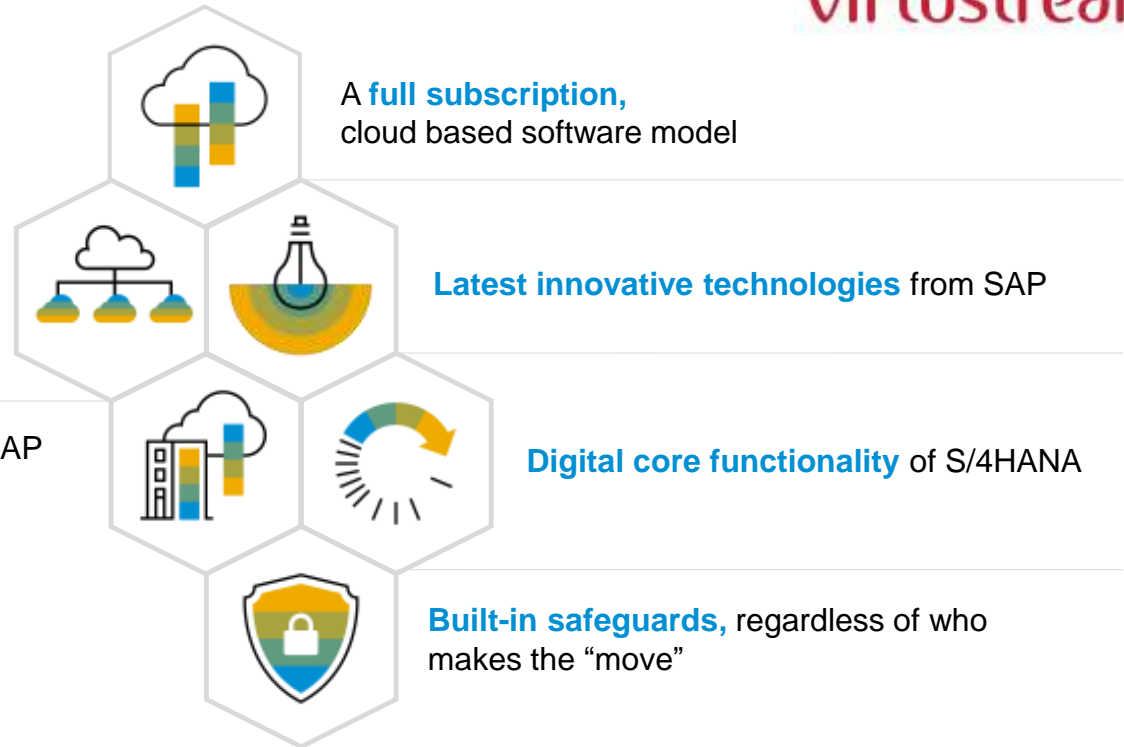 A full subscription,
cloud based software model
Latest innovative technologies from SAP
AP
Digital core functionality of S/4HANA
Built-in safeguards, regardless of who
makes the “move”